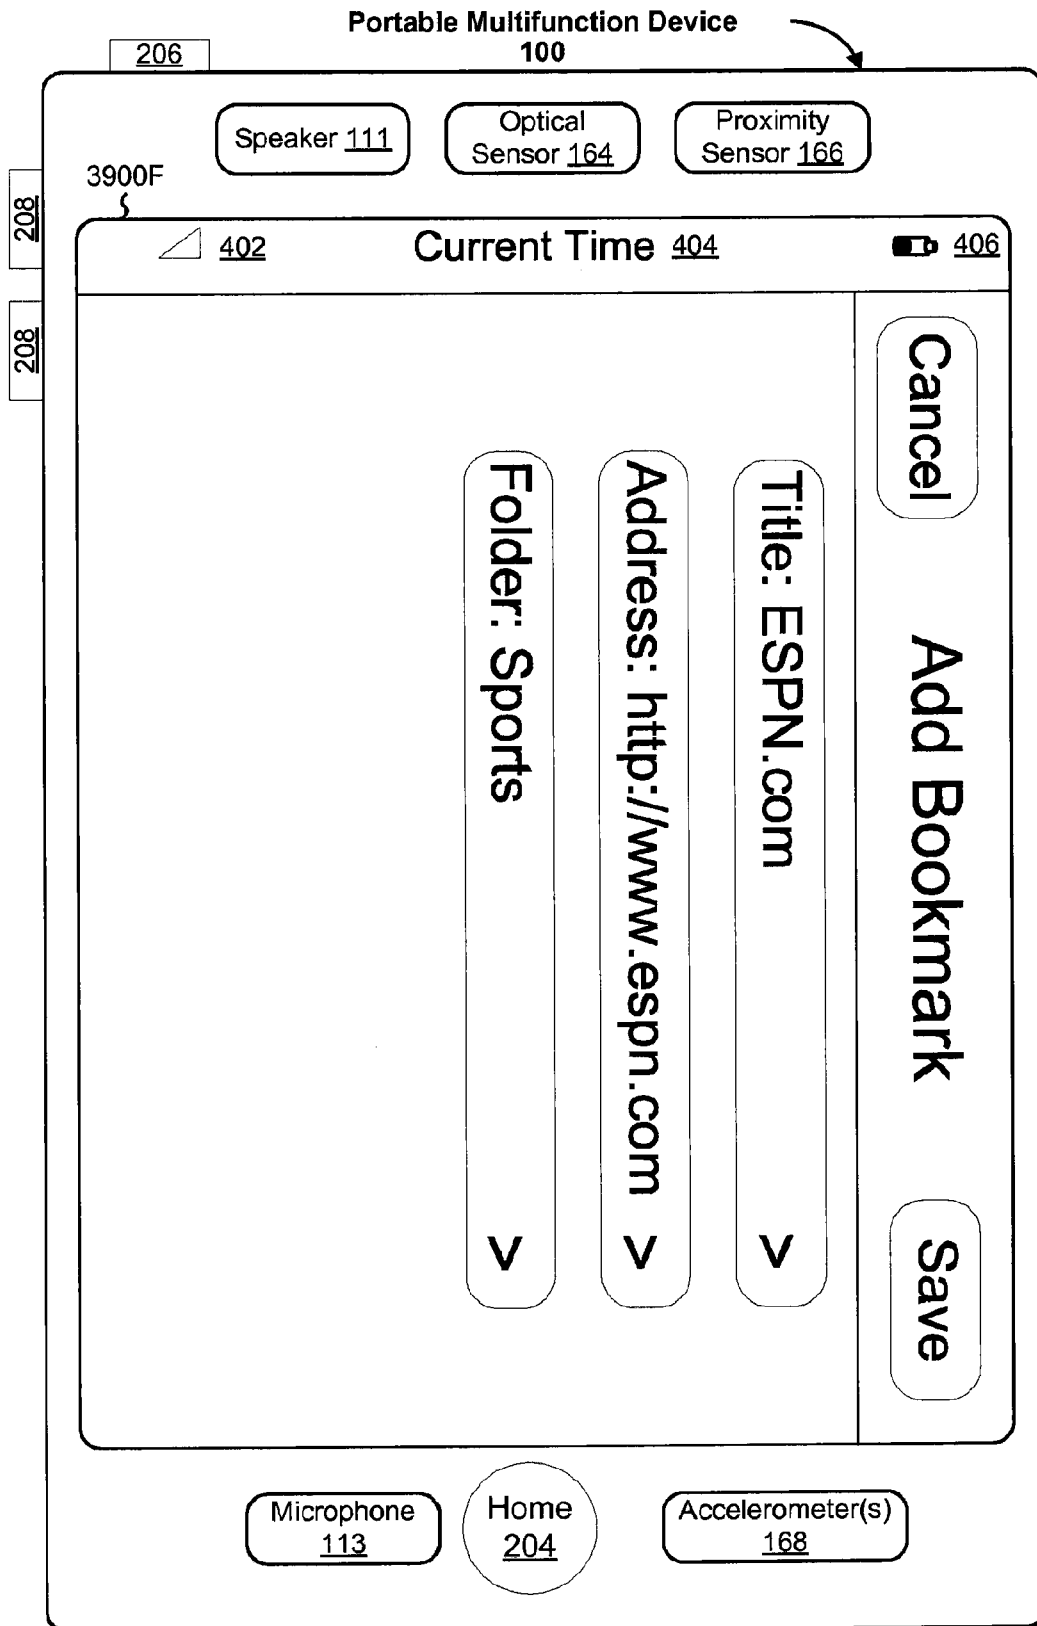 Portable Multifunction Device
100
206
Speaker 111
Optical
Sensor 164
Proximity
Sensor 166
3900F
208
208
402
Current Time 404
406
Cancel
Add Bookmark
Save
Title: ESPN.com >
Address: http://www.espn.com >
Folder: Sports >
Microphone
113
Home
204
Accelerometer(s)
168